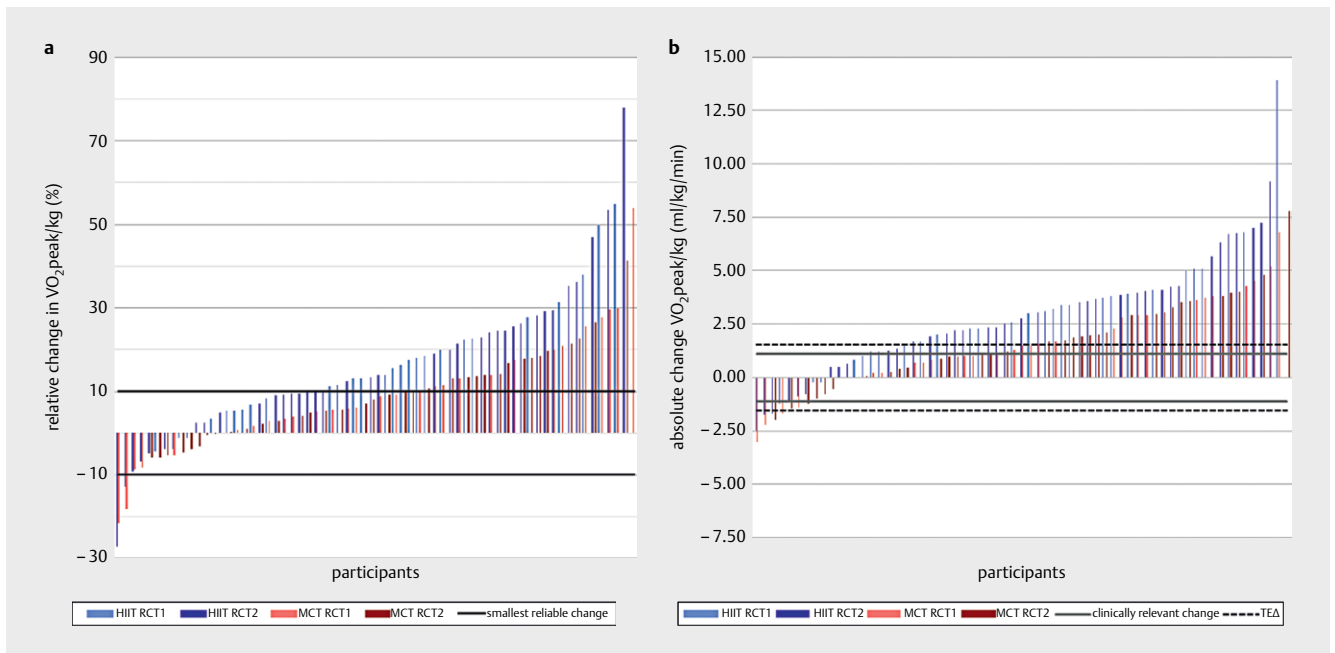 a
90
70
50
30
10
– 10
– 30
relative change in VO₂peak/kg (%)
participants
HIIT RCT1 HIIT RCT2 MCT RCT1 MCT RCT2 smallest reliable change
b
15.00
12.50
10.00
7.50
5.00
2.50
0.00
– 2.50
– 5.00
– 7.50
absolute change VO₂peak/kg (ml/kg/min)
participants
HIIT RCT1 HIIT RCT2 MCT RCT1 MCT RCT2 clinically relevant change TEΔ